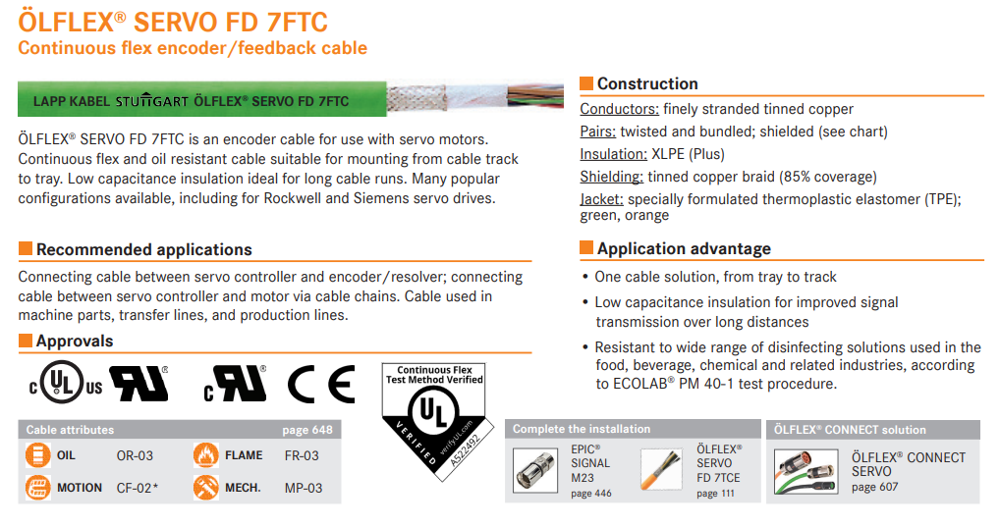 ÖLFLEX® SERVO FD 7FTC
Continuous flex encoder/feedback cable
LAPP KABEL STUTTGART ÖLFLEX® SERVO FD 7FTC
ÖLFLEX® SERVO FD 7FTC is an encoder cable for use with servo motors.
Continuous flex and oil resistant cable suitable for mounting from cable track
to tray. Low capacitance insulation ideal for long cable runs. Many popular
configurations available, including for Rockwell and Siemens servo drives.
Recommended applications
Connecting cable between servo controller and encoder/resolver; connecting
cable between servo controller and motor via cable chains. Cable used in
machine parts, transfer lines, and production lines.
Approvals
c UL® US
RU®
c RU®
CE
Continuous Flex
Test Method Verified
UL
VERIFIED
verifyUL.com
A522492
Cable attributes page 648
OIL OR-03
FLAME FR-03
MOTION CF-02*
MECH. MP-03
Construction
Conductors: finely stranded tinned copper
Pairs: twisted and bundled; shielded (see chart)
Insulation: XLPE (Plus)
Shielding: tinned copper braid (85% coverage)
Jacket: specially formulated thermoplastic elastomer (TPE);
green, orange
Application advantage
• One cable solution, from tray to track
• Low capacitance insulation for improved signal
transmission over long distances
• Resistant to wide range of disinfecting solutions used in the
food, beverage, chemical and related industries, according
to ECOLAB® PM 40-1 test procedure.
Complete the installation
EPIC®
SIGNAL
M23
page 446
ÖLFLEX®
SERVO
FD 7TCE
page 111
ÖLFLEX® CONNECT solution
ÖLFLEX® CONNECT
SERVO
page 607